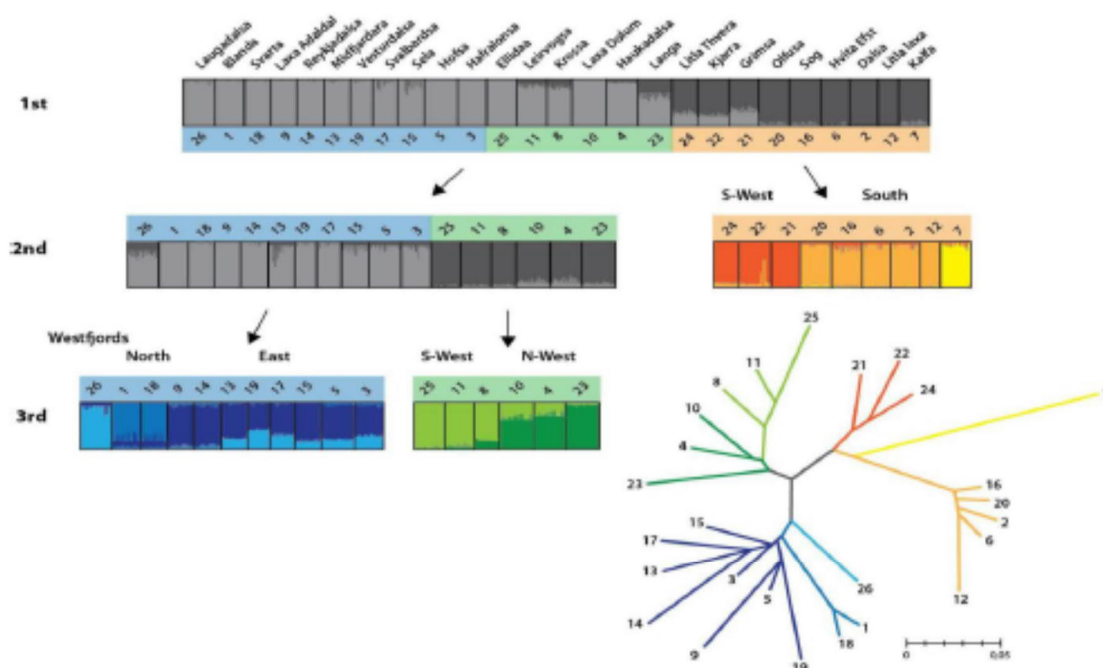 Laugadalsa Blanda Svarta Laxa Adaldal Reykjadalsa Midfjardara Vesturdalsa Svalbardsa Sela Hofsa Hafralonsa Ellidaa Leirvogsa Krossa Laxa Dolum Haukadalsa Langa Litla Thvera Kjarra Grimsa Olfusa Sog Hvita Efst Dalsa Litla laxa Kalfa
1st
26 1 18 9 14 13 19 17 15 5 3 25 11 8 10 4 23 24 22 21 20 16 6 2 12 7
S-West South
2nd
26 1 18 9 14 13 19 17 15 5 3 25 11 8 10 4 23
24 22 21 20 16 6 2 12 7
Westfjords
North East S-West N-West
3rd
26 1 18 9 14 13 19 17 15 5 3
25 11 8 10 4 23
25
11
22
21
8
24
10
4
23
16
20
2
6
15
17
13
3
5
26
12
14
1
18
9
19
0 0,05